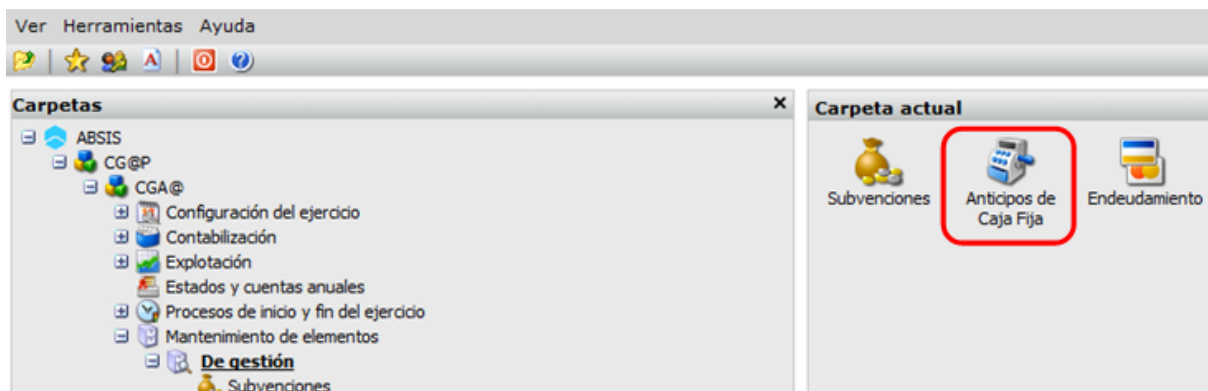 Ver Herramientas Ayuda
Carpetas
ABSIS
CG@P
CGA@
Configuración del ejercicio
Contabilización
Explotación
Estados y cuentas anuales
Procesos de inicio y fin del ejercicio
Mantenimiento de elementos
De gestión
Subvenciones
Carpeta actual
Subvenciones
Anticipos de
Caja Fija
Endeudamiento